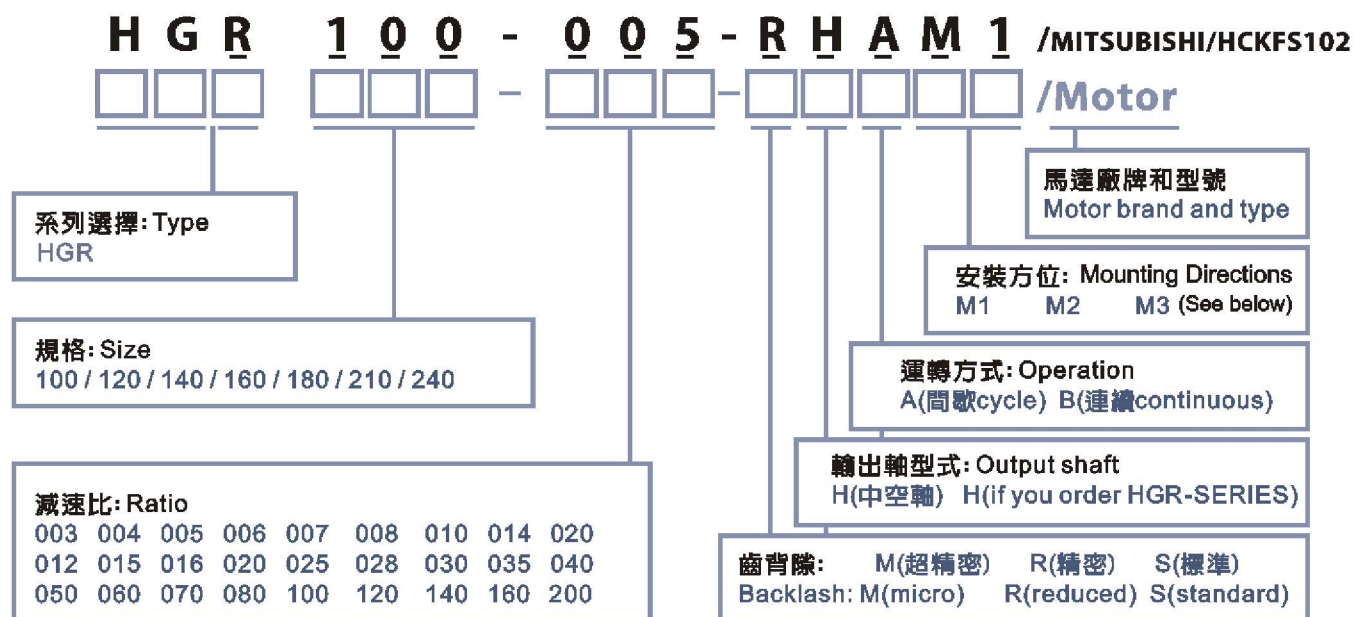 HGR 100 - 005 - RHAM1 /MITSUBISHI/HCKFS102
/Motor
馬達廠牌和型號
Motor brand and type
系列選擇: Type
HGR
安裝方位: Mounting Directions
M1 M2 M3 (See below)
規格: Size
100 / 120 / 140 / 160 / 180 / 210 / 240
運轉方式: Operation
A(間歇cycle) B(連續continuous)
輸出軸型式: Output shaft
H(中空軸) H(if you order HGR-SERIES)
減速比: Ratio
003 004 005 006 007 008 010 014 020
012 015 016 020 025 028 030 035 040
050 060 070 080 100 120 140 160 200
齒背隙: M(超精密) R(精密) S(標準)
Backlash: M(micro) R(reduced) S(standard)